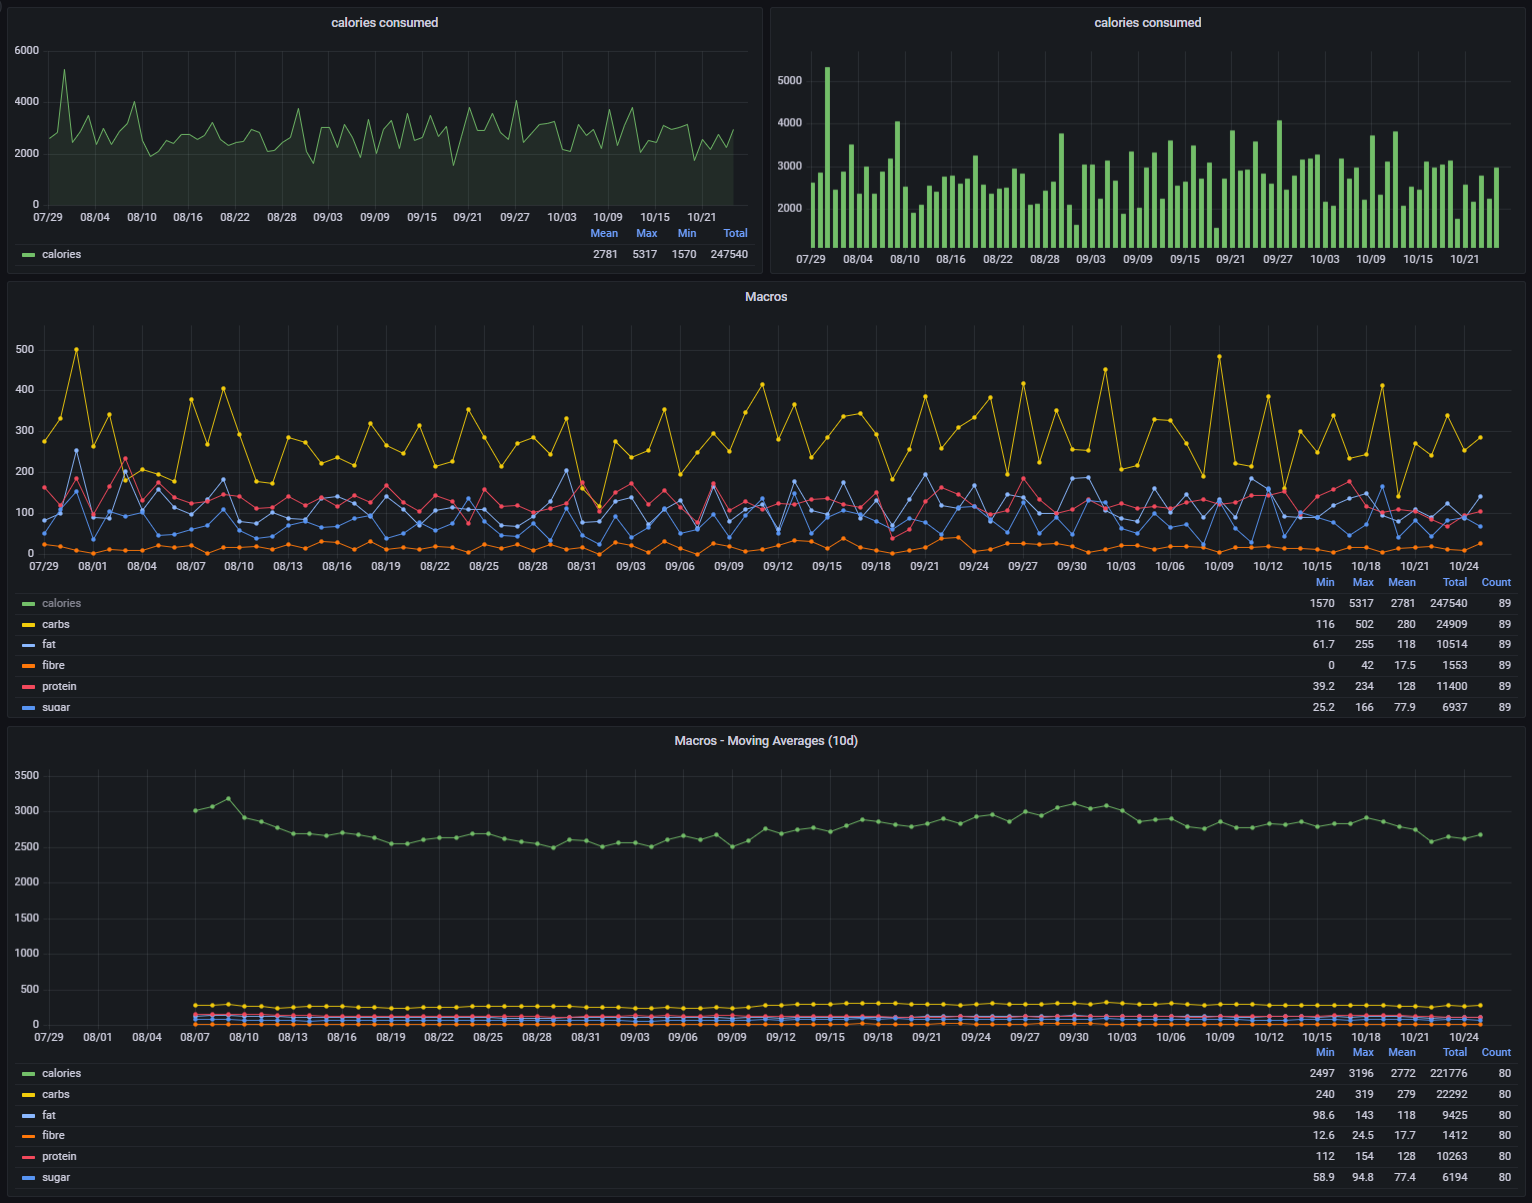 calories consumed
6000
4000
2000
0
07/29 08/04 08/10 08/16 08/22 08/28 09/03 09/09 09/15 09/21 09/27 10/03 10/09 10/15 10/21
Mean Max Min Total
calories 2781 5317 1570 247540
calories consumed
5000
4000
3000
2000
07/29 08/04 08/10 08/16 08/22 08/28 09/03 09/09 09/15 09/21 09/27 10/03 10/09 10/15 10/21
Macros
500
400
300
200
100
0
07/29 08/01 08/04 08/07 08/10 08/13 08/16 08/19 08/22 08/25 08/28 08/31 09/03 09/06 09/09 09/12 09/15 09/18 09/21 09/24 09/27 09/30 10/03 10/06 10/09 10/12 10/15 10/18 10/21 10/24
Min Max Mean Total Count
calories 1570 5317 2781 247540 89
carbs 116 502 280 24909 89
fat 61.7 255 118 10514 89
fibre 0 42 17.5 1553 89
protein 39.2 234 128 11400 89
sugar 25.2 166 77.9 6937 89
Macros - Moving Averages (10d)
3500
3000
2500
2000
1500
1000
500
0
07/29 08/01 08/04 08/07 08/10 08/13 08/16 08/19 08/22 08/25 08/28 08/31 09/03 09/06 09/09 09/12 09/15 09/18 09/21 09/24 09/27 09/30 10/03 10/06 10/09 10/12 10/15 10/18 10/21 10/24
Min Max Mean Total Count
calories 2497 3196 2772 221776 80
carbs 240 319 279 22292 80
fat 98.6 143 118 9425 80
fibre 12.6 24.5 17.7 1412 80
protein 112 154 128 10263 80
sugar 58.9 94.8 77.4 6194 80